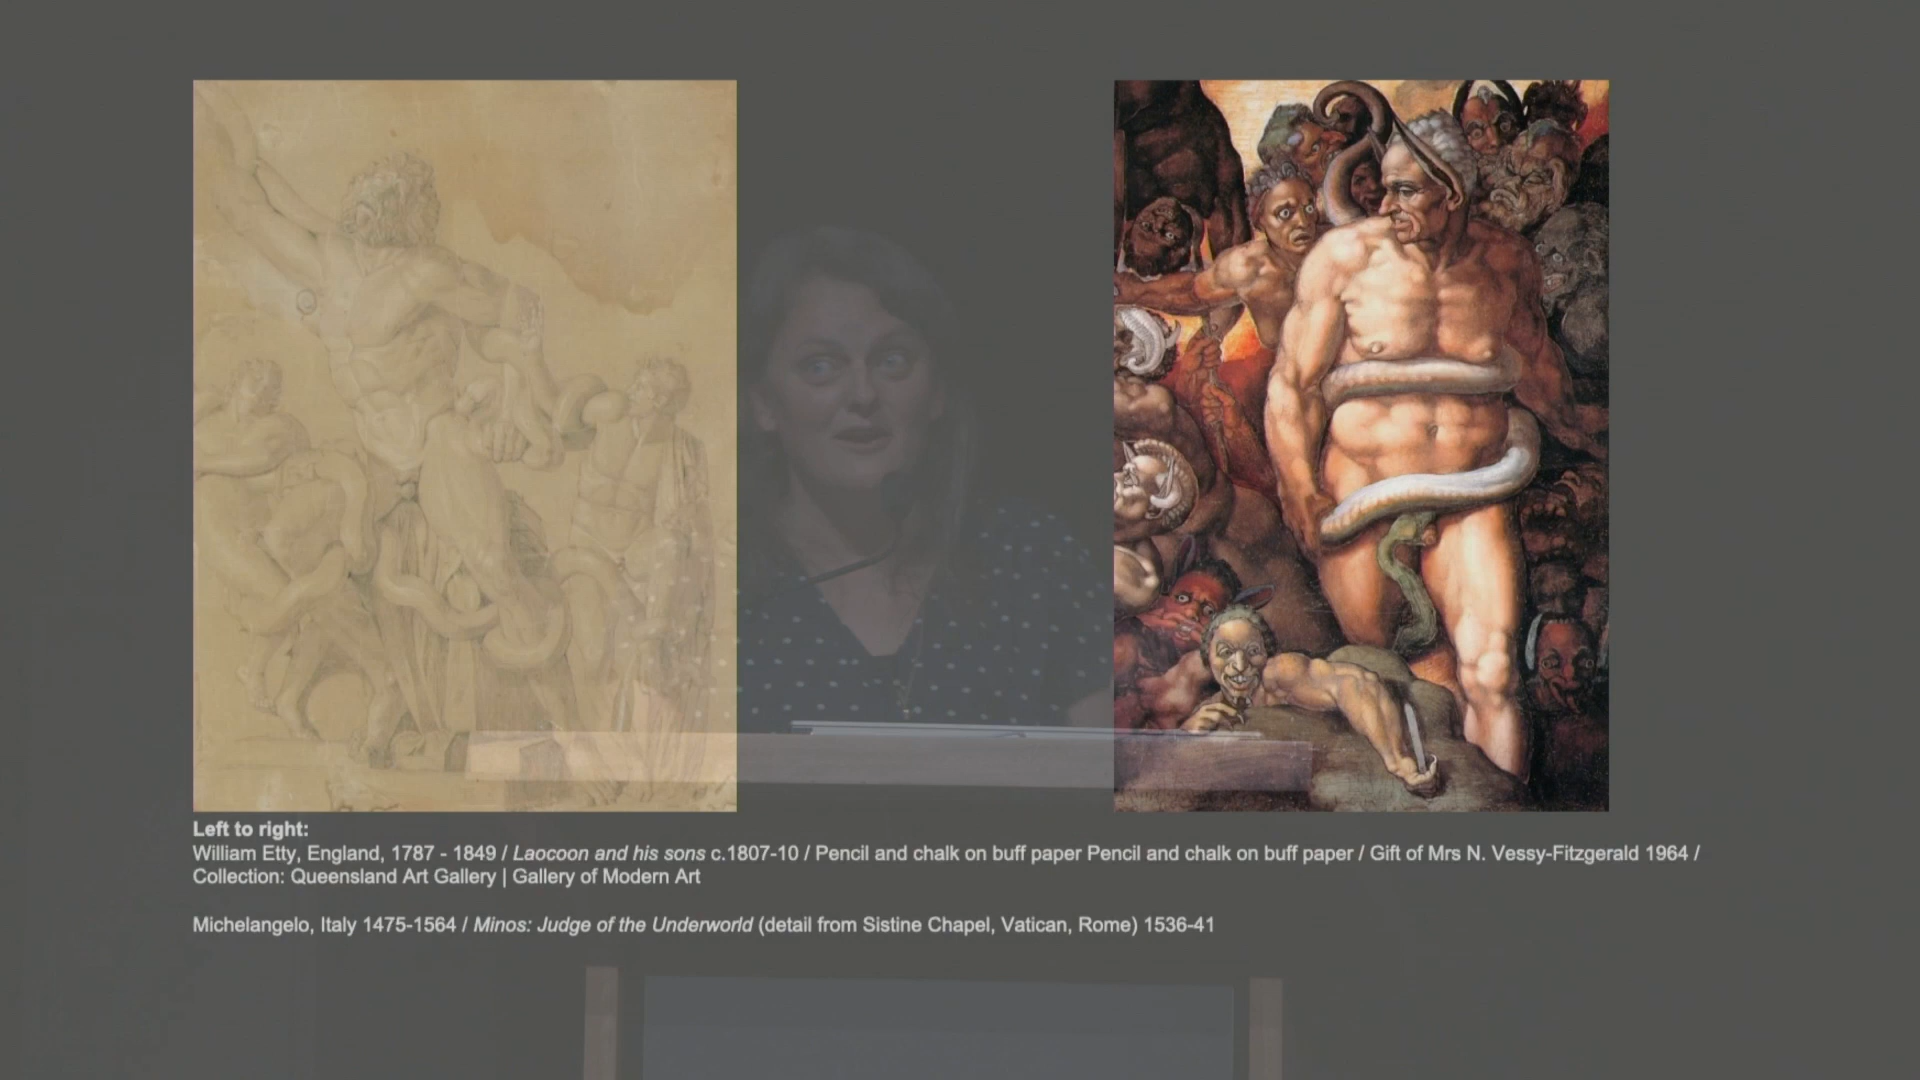 Left to right:
William Etty, England, 1787 - 1849 / Laocoon and his sons c.1807-10 / Pencil and chalk on buff paper Pencil and chalk on buff paper / Gift of Mrs N. Vessy-Fitzgerald 1964 /
Collection: Queensland Art Gallery | Gallery of Modern Art
Michelangelo, Italy 1475-1564 / Minos: Judge of the Underworld (detail from Sistine Chapel, Vatican, Rome) 1536-41